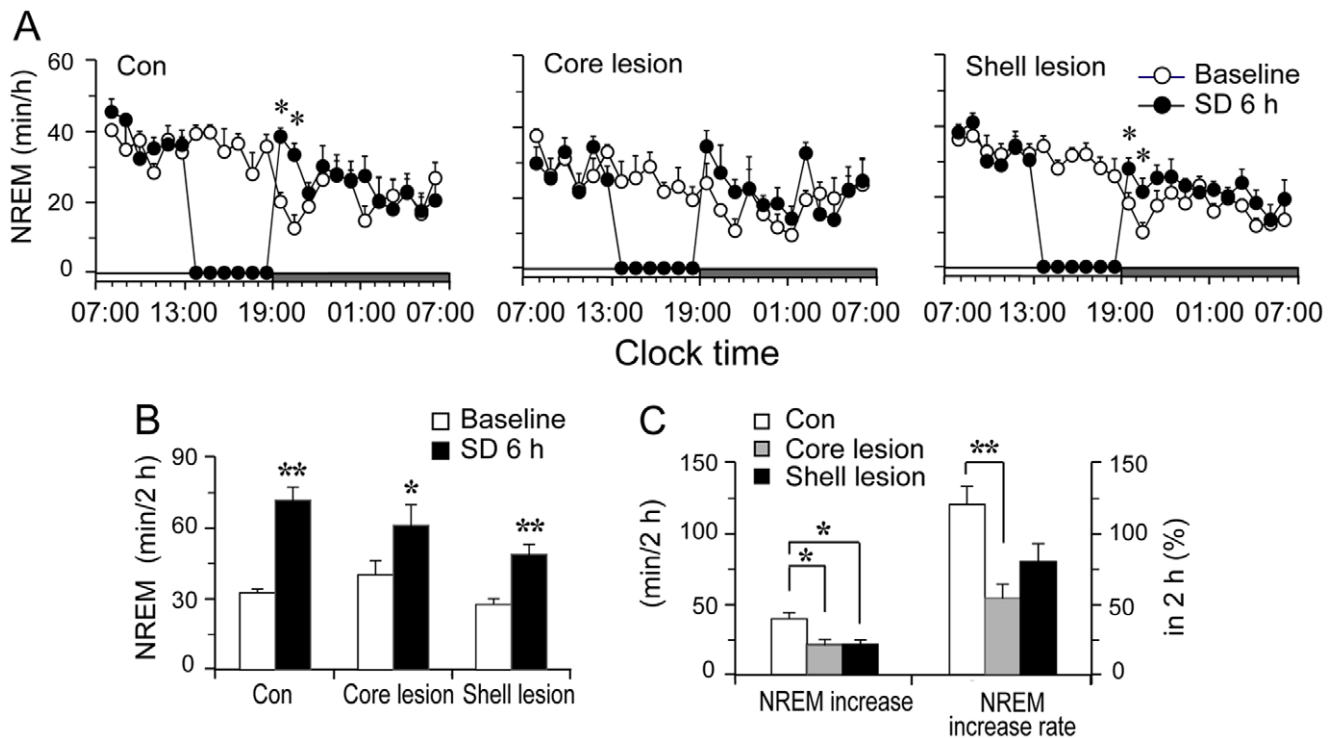 A
Con
Core lesion
Shell lesion
Baseline
SD 6 h
NREM (min/h)
60
40
20
0
* *
* *
07:00 13:00 19:00 01:00 07:00
07:00 13:00 19:00 01:00 07:00
07:00 13:00 19:00 01:00 07:00
Clock time
B
Baseline
SD 6 h
NREM (min/2 h)
90
60
30
0
**
*
**
Con
Core lesion
Shell lesion
C
Con
Core lesion
Shell lesion
(min/2 h)
150
100
50
0
*
*
**
150
100
50
0
in 2 h (%)
NREM increase
NREM
increase rate